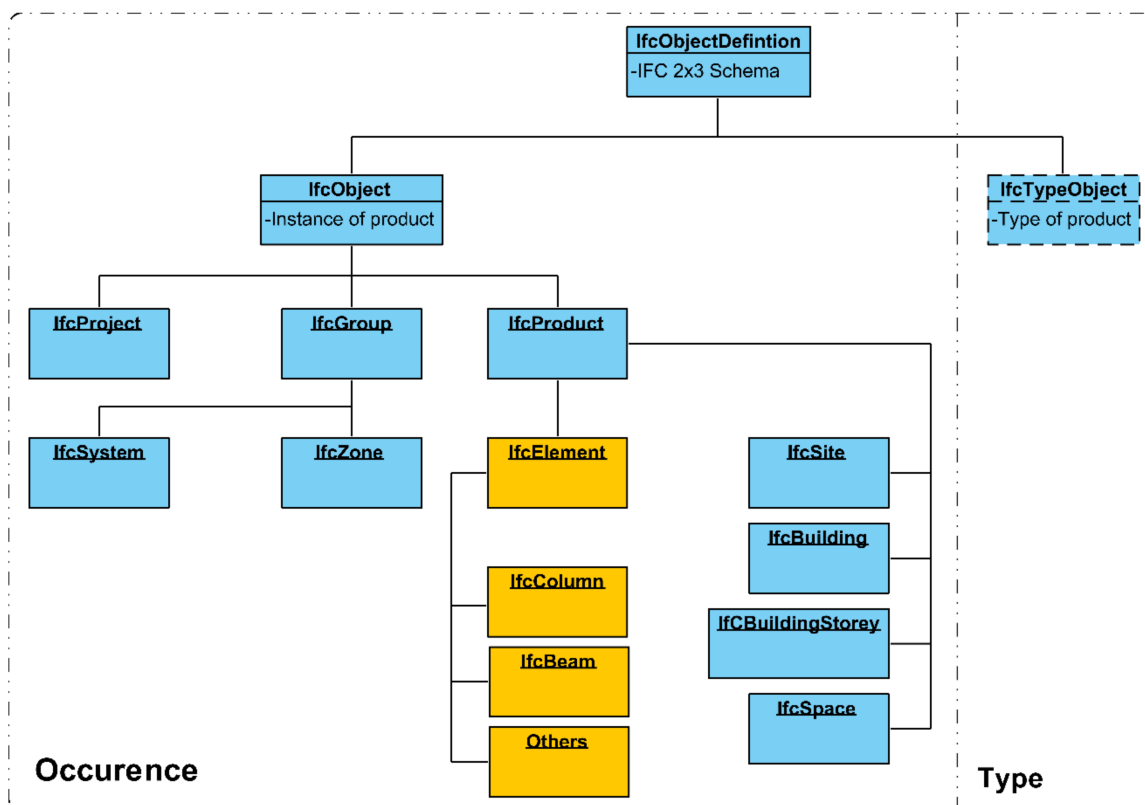 IfcObjectDefintion
-IFC 2x3 Schema
IfcObject
-Instance of product
IfcTypeObject
-Type of product
IfcProject
IfcGroup
IfcProduct
IfcSystem
IfcZone
IfcElement
IfcSite
IfcBuilding
IfcColumn
IfCBuildingStorey
IfcBeam
IfcSpace
Others
Occurence
Type